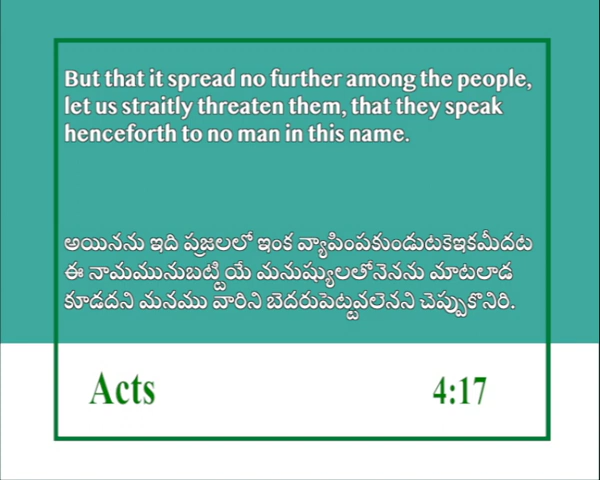 But that it spread no further among the people,
let us straitly threaten them, that they speak
henceforth to no man in this name.
అయినను ఇది ప్రజలలో ఇంక వ్యాపింపకుండుటకెఇకమీదట
ఈ నామమునుబట్టి యే మనుష్యులలోనెనను మాటలాడ
కూడదని మనము వారిని బెదరుపెట్టవలెనని చెప్పుకొనిరి.
Acts 4:17